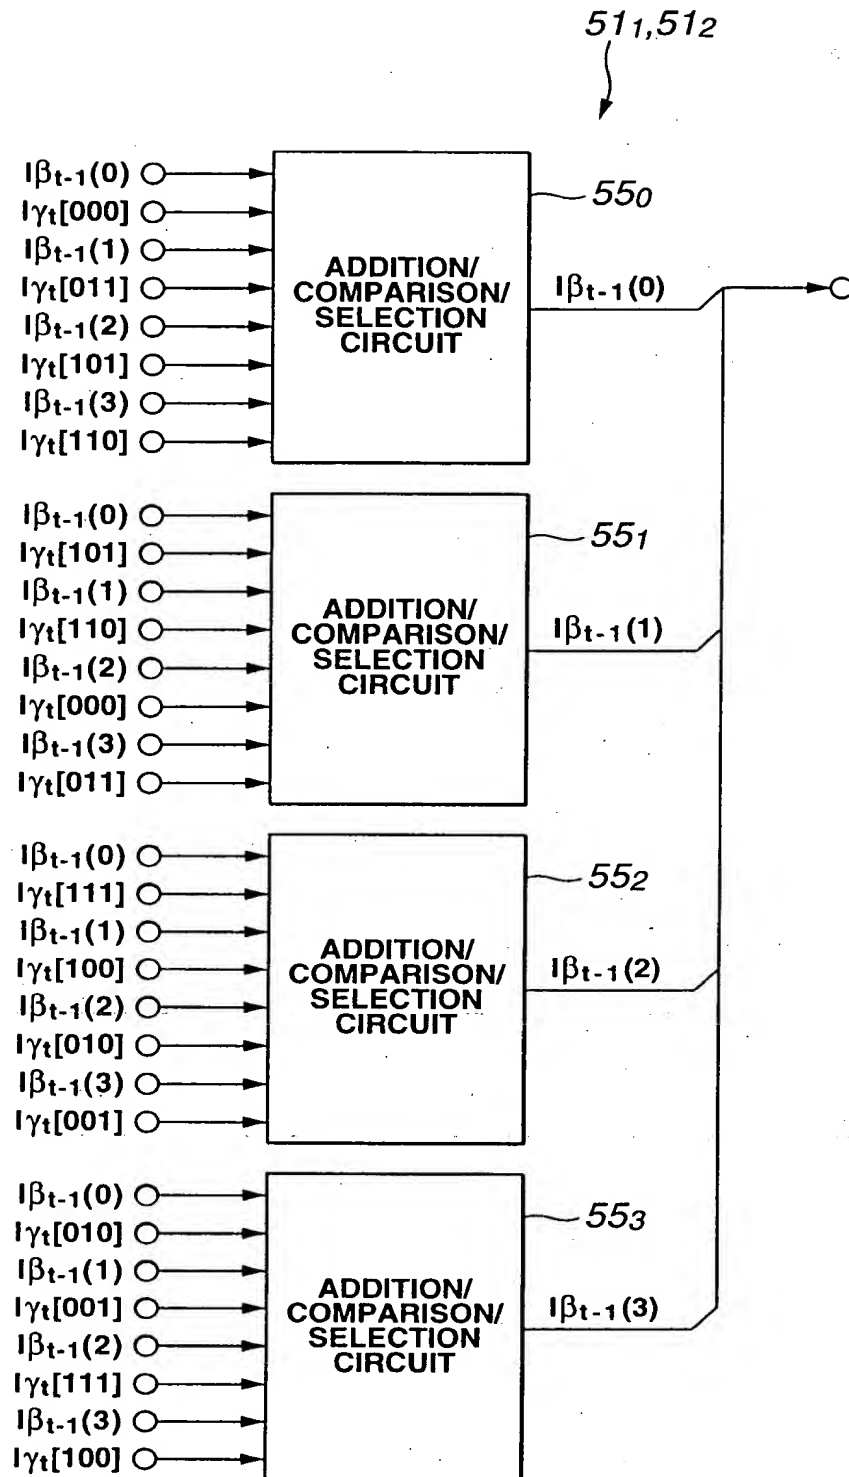 51₁,51₂
Iβt-1(0)
Iγt[000]
Iβt-1(1)
Iγt[011]
Iβt-1(2)
Iγt[101]
Iβt-1(3)
Iγt[110]
ADDITION/
COMPARISON/
SELECTION
CIRCUIT
55₀
Iβt-1(0)
Iβt-1(0)
Iγt[101]
Iβt-1(1)
Iγt[110]
Iβt-1(2)
Iγt[000]
Iβt-1(3)
Iγt[011]
ADDITION/
COMPARISON/
SELECTION
CIRCUIT
55₁
Iβt-1(1)
Iβt-1(0)
Iγt[111]
Iβt-1(1)
Iγt[100]
Iβt-1(2)
Iγt[010]
Iβt-1(3)
Iγt[001]
ADDITION/
COMPARISON/
SELECTION
CIRCUIT
55₂
Iβt-1(2)
Iβt-1(0)
Iγt[010]
Iβt-1(1)
Iγt[001]
Iβt-1(2)
Iγt[111]
Iβt-1(3)
Iγt[100]
ADDITION/
COMPARISON/
SELECTION
CIRCUIT
55₃
Iβt-1(3)